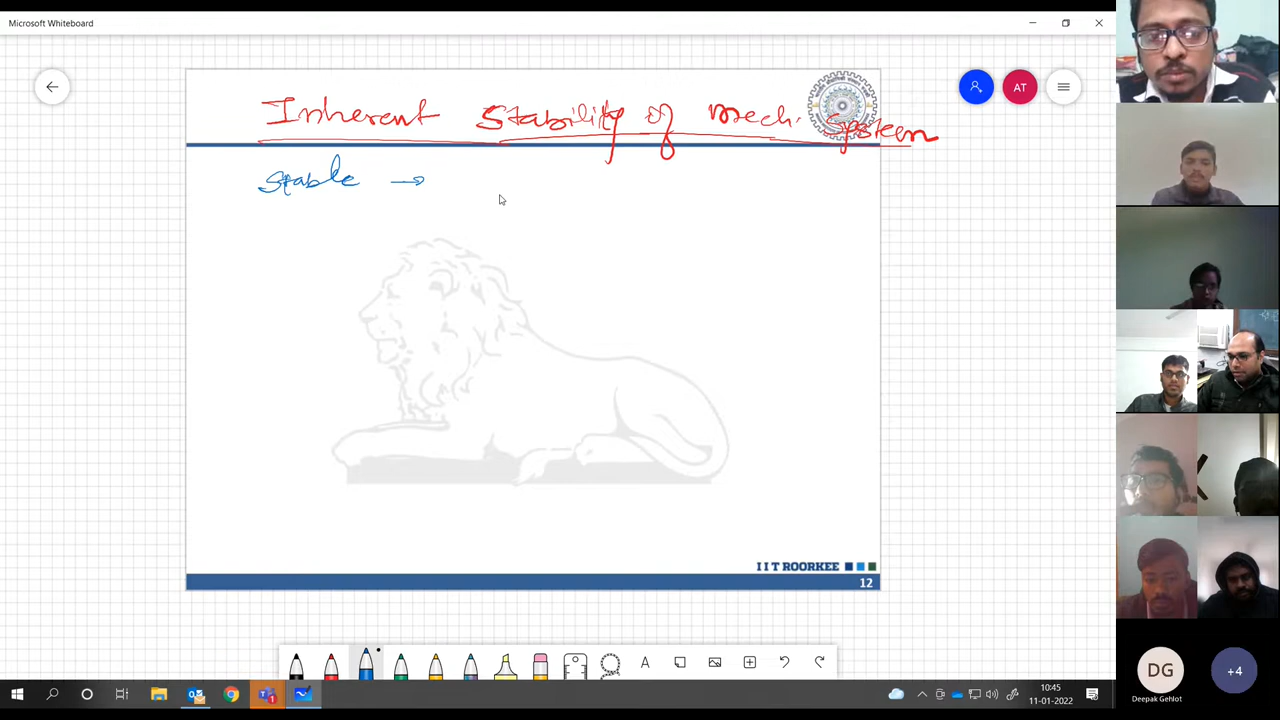 Microsoft Whiteboard
AT
Inherent Stability of Mech. System
Stable →
I I T ROORKEE
12
A
DG
+4
Deepak Gehlot
10:45
11-01-2022